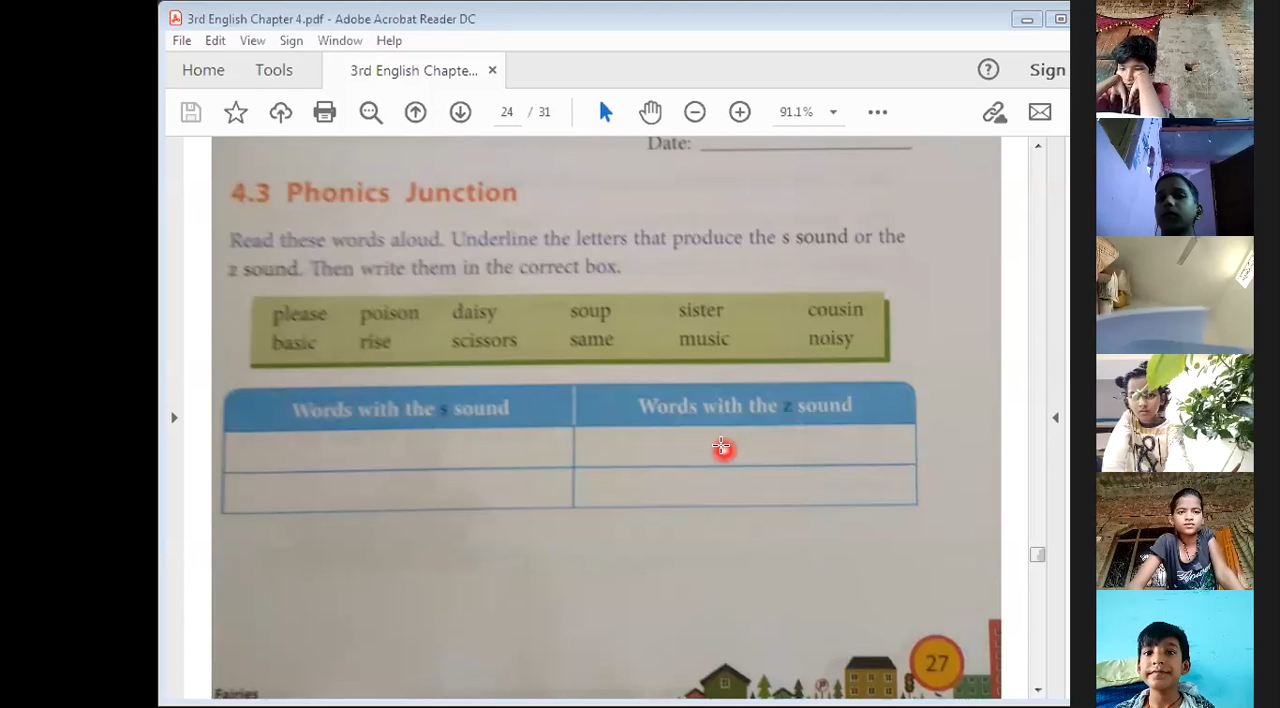 3rd English Chapter 4.pdf - Adobe Acrobat Reader DC
File Edit View Sign Window Help
Home Tools 3rd English Chapte... × Sign
24 / 31 91.1%
Date:
4.3 Phonics Junction
Read these words aloud. Underline the letters that produce the s sound or the
z sound. Then write them in the correct box.
please poison daisy soup sister cousin
basic rise scissors same music noisy
Words with the s sound Words with the z sound
27
Fairies